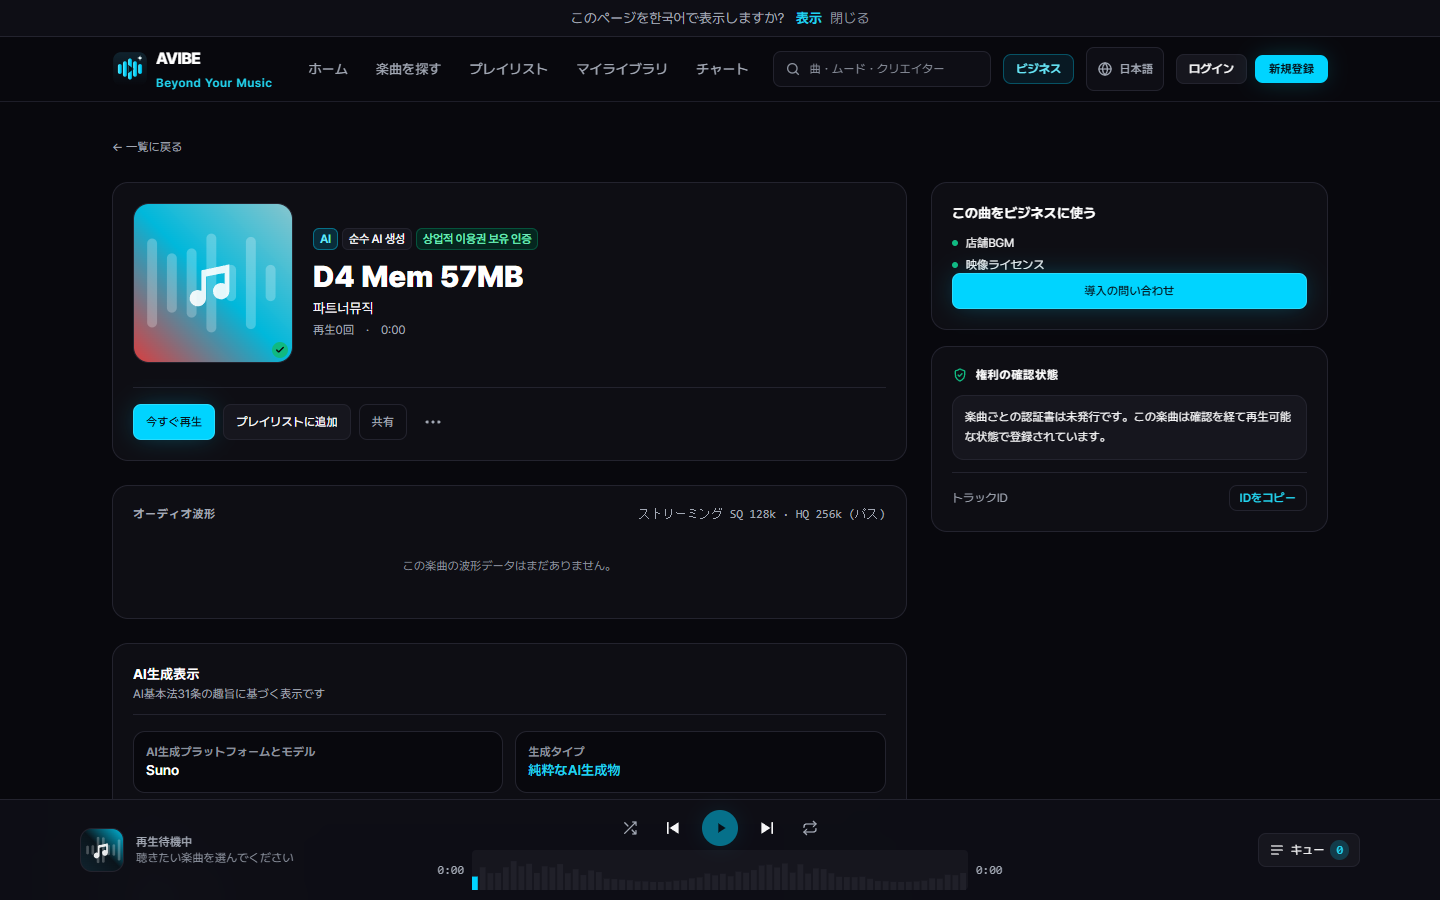 このページを한국어で表示しますか? 表示 閉じる
AVIBE
Beyond Your Music
ホーム 楽曲を探す プレイリスト マイライブラリ チャート
曲・ムード・クリエイター
ビジネス
日本語
ログイン
新規登録
← 一覧に戻る
AI 순수 AI 생성 상업적 이용권 보유 인증
D4 Mem 57MB
파트너뮤직
再生0回 · 0:00
今すぐ再生 プレイリストに追加 共有 •••
この曲をビジネスに使う
店舗BGM
映像ライセンス
導入の問い合わせ
権利の確認状態
楽曲ごとの認証書は未発行です。この楽曲は確認を経て再生可能
な状態で登録されています。
トラックID IDをコピー
オーディオ波形 ストリーミング SQ 128k · HQ 256k (パス)
この楽曲の波形データはまだありません。
AI生成表示
AI基本法31条の趣旨に基づく表示です
AI生成プラットフォームとモデル
Suno
生成タイプ
純粋なAI生成物
再生待機中
聴きたい楽曲を選んでください
0:00 0:00
キュー 0